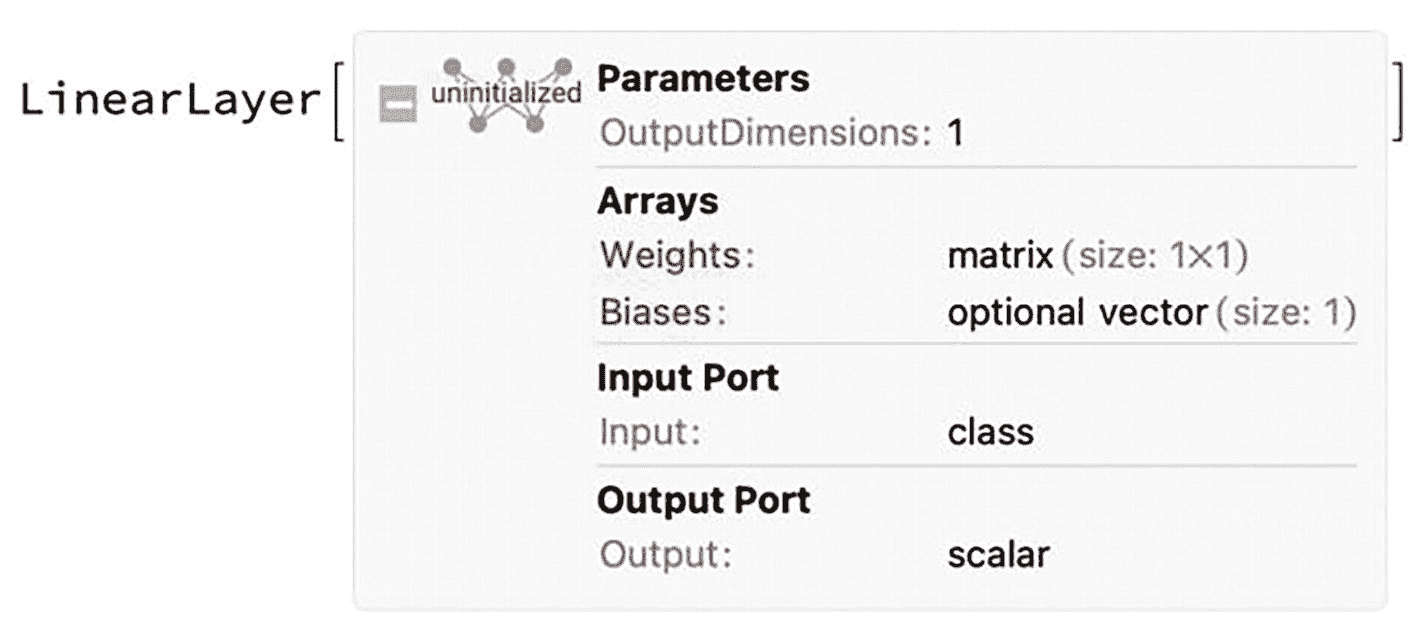 LinearLayer[ uninitialized Parameters ]
OutputDimensions: 1
Arrays
Weights: matrix (size: 1×1)
Biases: optional vector (size: 1)
Input Port
Input: class
Output Port
Output: scalar